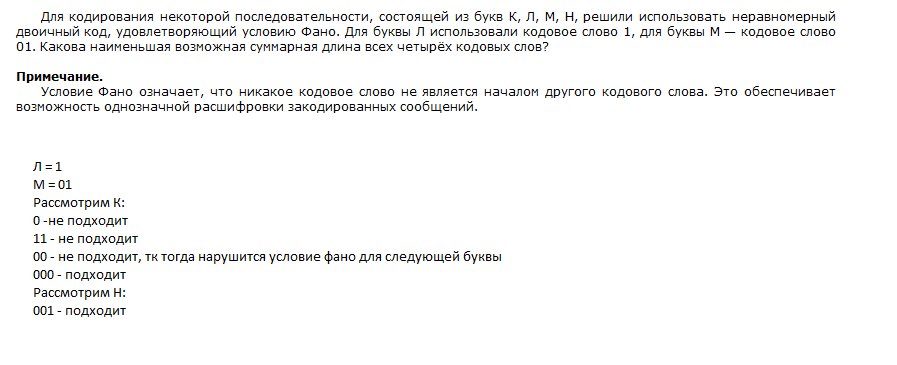 Для кодирования некоторой последовательности, состоящей из букв К, Л, М, Н, решили использовать неравномерный
двоичный код, удовлетворяющий условию Фано. Для буквы Л использовали кодовое слово 1, для буквы М — кодовое слово
01. Какова наименьшая возможная суммарная длина всех четырёх кодовых слов?
Примечание.
Условие Фано означает, что никакое кодовое слово не является началом другого кодового слова. Это обеспечивает
возможность однозначной расшифровки закодированных сообщений.
Л = 1
М = 01
Рассмотрим К:
0 -не подходит
11 - не подходит
00 - не подходит, тк тогда нарушится условие фано для следующей буквы
000 - подходит
Рассмотрим Н:
001 - подходит